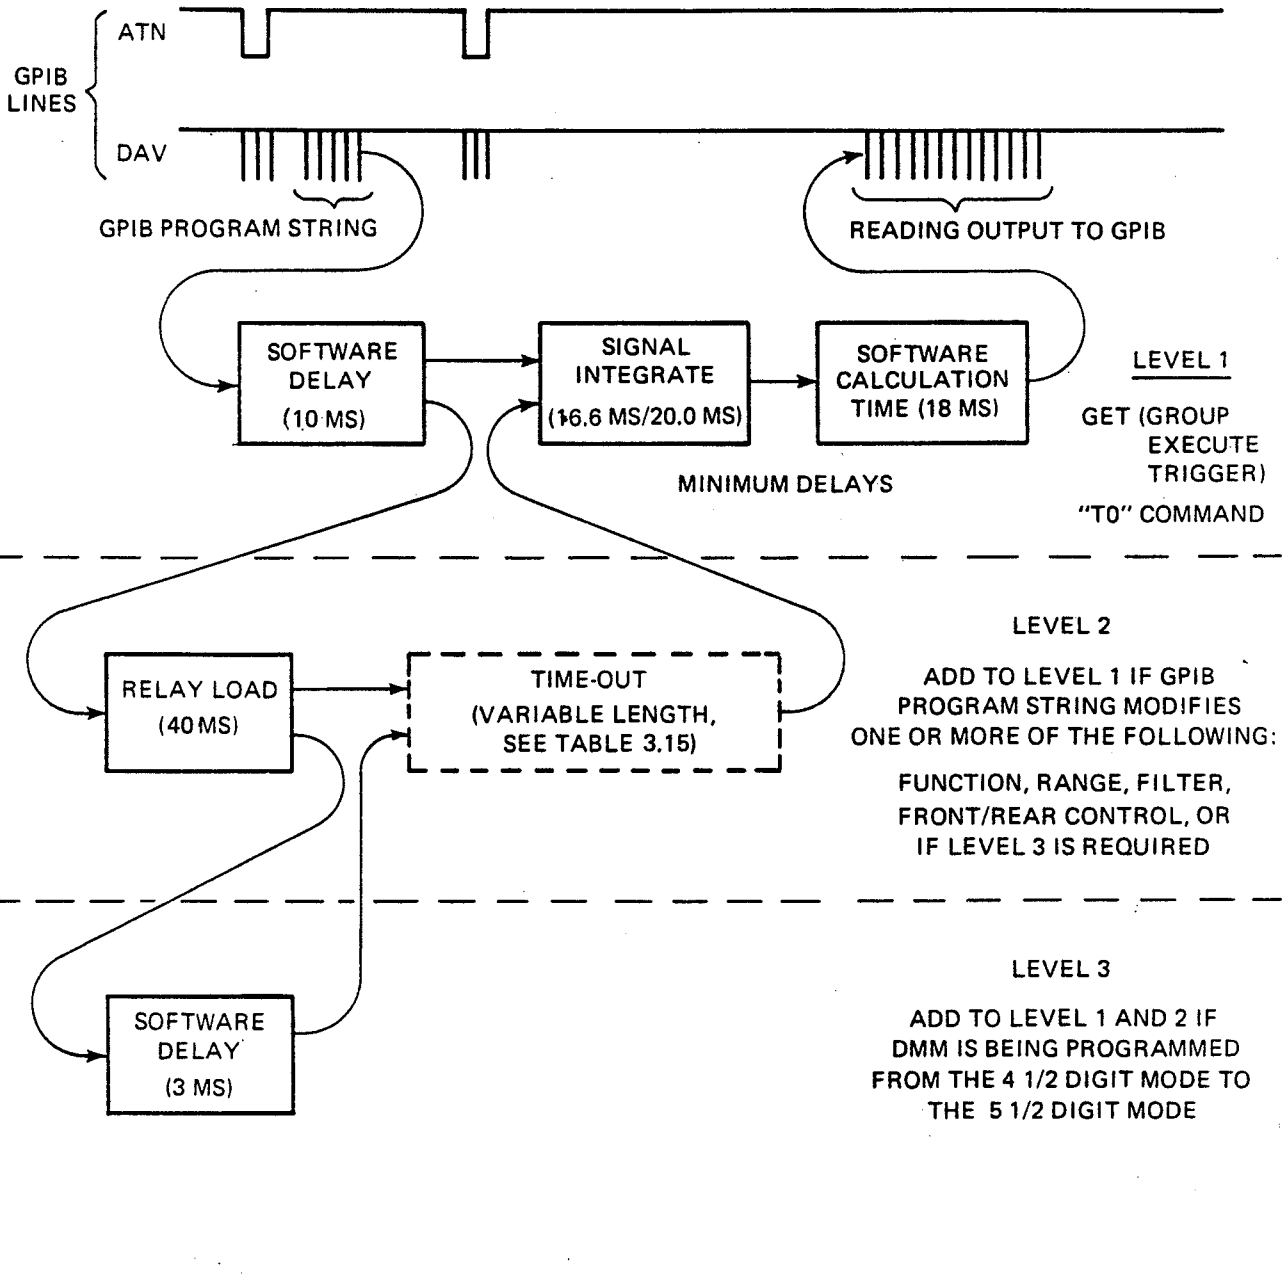 ATN
GPIB
LINES
DAV
GPIB PROGRAM STRING
READING OUTPUT TO GPIB
SOFTWARE
DELAY
(10 MS)
SIGNAL
INTEGRATE
(16.6 MS/20.0 MS)
SOFTWARE
CALCULATION
TIME (18 MS)
LEVEL 1
GET (GROUP
EXECUTE
TRIGGER)
"T0" COMMAND
MINIMUM DELAYS
RELAY LOAD
(40 MS)
TIME-OUT
(VARIABLE LENGTH,
SEE TABLE 3.15)
LEVEL 2
ADD TO LEVEL 1 IF GPIB
PROGRAM STRING MODIFIES
ONE OR MORE OF THE FOLLOWING:
FUNCTION, RANGE, FILTER,
FRONT/REAR CONTROL, OR
IF LEVEL 3 IS REQUIRED
SOFTWARE
DELAY
(3 MS)
LEVEL 3
ADD TO LEVEL 1 AND 2 IF
DMM IS BEING PROGRAMMED
FROM THE 4 1/2 DIGIT MODE TO
THE 5 1/2 DIGIT MODE